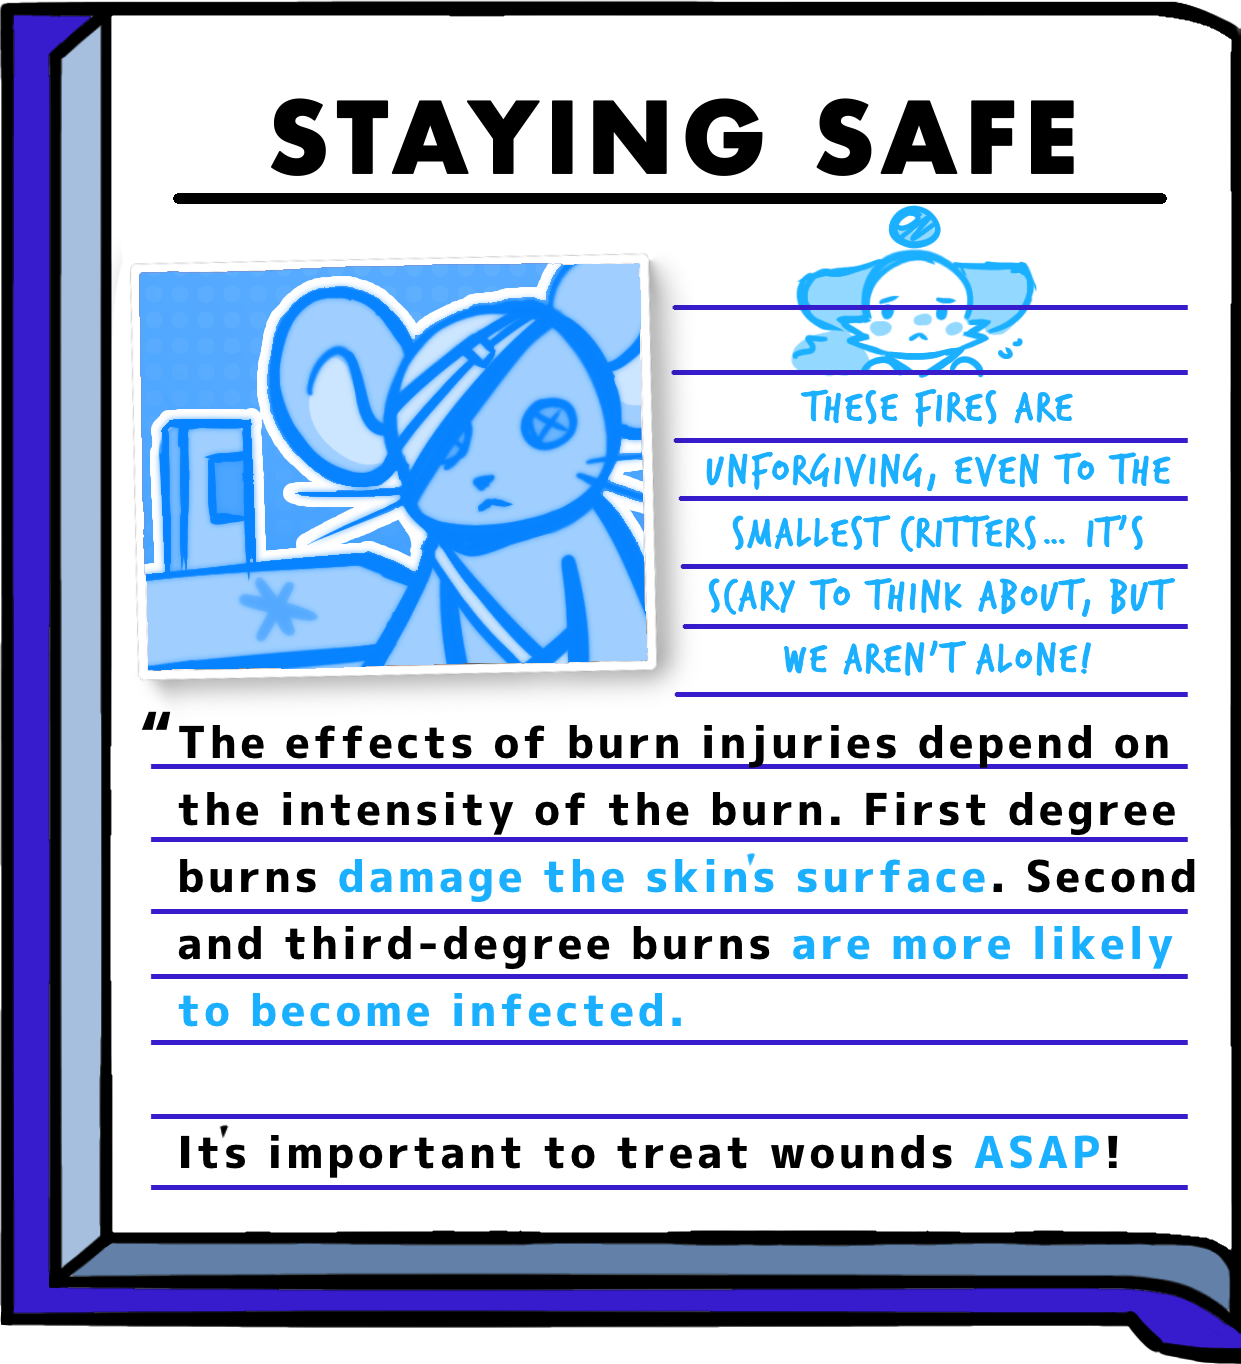 STAYING SAFE
THESE FIRES ARE
UNFORGIVING, EVEN TO THE
SMALLEST CRITTERS... IT'S
SCARY TO THINK ABOUT, BUT
WE AREN'T ALONE!
“The effects of burn injuries depend on
the intensity of the burn. First degree
burns damage the skin's surface. Second
and third-degree burns are more likely
to become infected.
It's important to treat wounds ASAP!